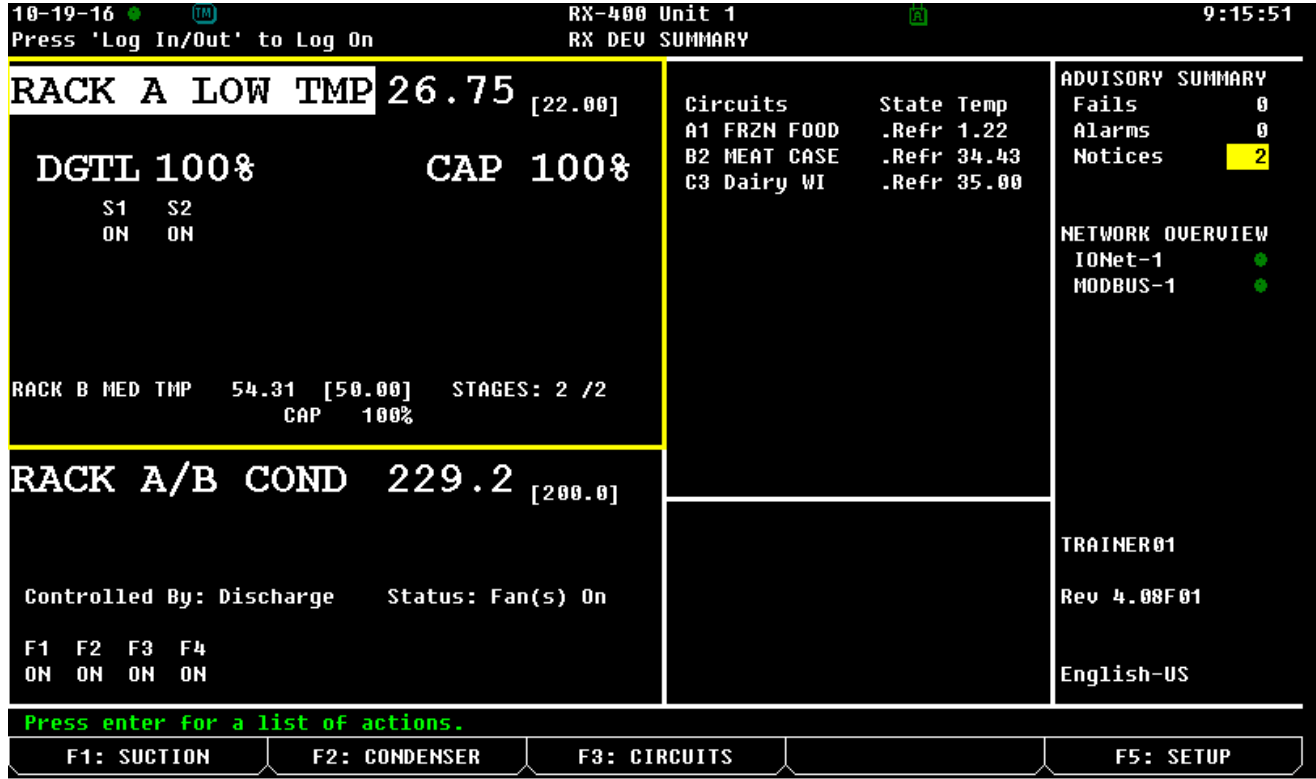 10-19-16 TM RX-400 Unit 1 A 9:15:51
Press 'Log In/Out' to Log On RX DEV SUMMARY
RACK A LOW TMP 26.75 [22.00]
DGTL 100% CAP 100%
S1 S2
ON ON
RACK B MED TMP 54.31 [50.00] STAGES: 2 /2
CAP 100%
RACK A/B COND 229.2 [200.0]
Controlled By: Discharge Status: Fan(s) On
F1 F2 F3 F4
ON ON ON ON
Circuits State Temp
A1 FRZN FOOD .Refr 1.22
B2 MEAT CASE .Refr 34.43
C3 Dairy WI .Refr 35.00
ADVISORY SUMMARY
Fails 0
Alarms 0
Notices 2
NETWORK OVERVIEW
IONet-1
MODBUS-1
TRAINER01
Rev 4.08F01
English-US
Press enter for a list of actions.
F1: SUCTION F2: CONDENSER F3: CIRCUITS F5: SETUP